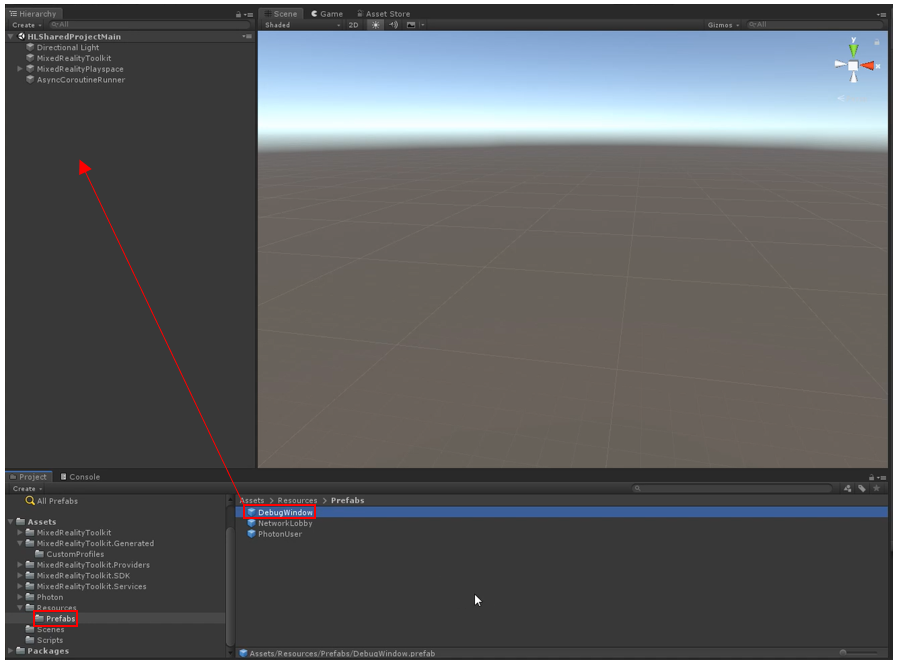 Hierarchy
Create
All
HLSharedProjectMain
Directional Light
MixedRealityToolkit
MixedRealityPlayspace
AsyncCoroutineRunner
Scene Game Asset Store
Shaded 2D Gizmos All
y
x
Project Console
Create
All Prefabs
Assets
MixedRealityToolkit
MixedRealityToolkit.Generated
CustomProfiles
MixedRealityToolkit.Providers
MixedRealityToolkit.SDK
MixedRealityToolkit.Services
Photon
Resources
Prefabs
Scenes
Scripts
Packages
Assets > Resources > Prefabs
DebugWindow
NetworkLobby
PhotonUser
Assets/Resources/Prefabs/DebugWindow.prefab